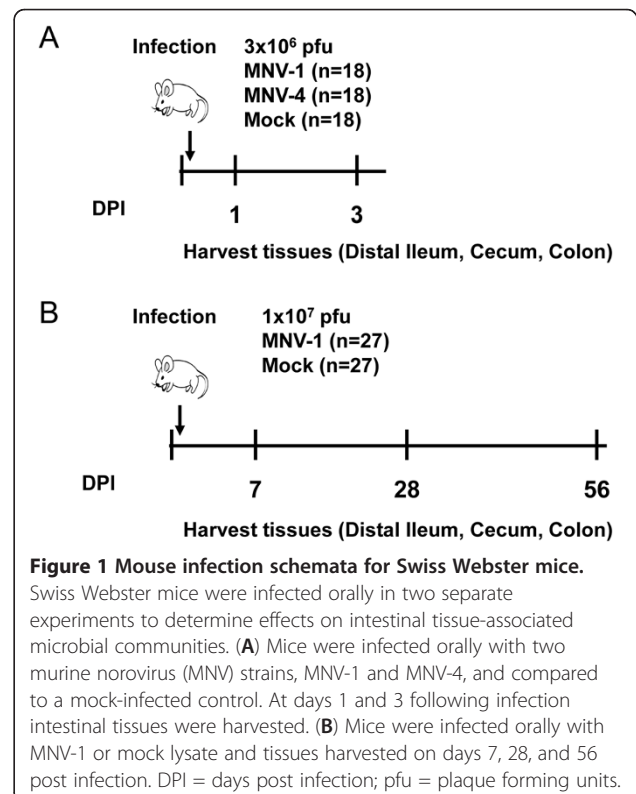 A
Infection 3x10⁶ pfu
MNV-1 (n=18)
MNV-4 (n=18)
Mock (n=18)
DPI 1 3
Harvest tissues (Distal Ileum, Cecum, Colon)
B
Infection 1x10⁷ pfu
MNV-1 (n=27)
Mock (n=27)
DPI 7 28 56
Harvest tissues (Distal Ileum, Cecum, Colon)
Figure 1 Mouse infection schemata for Swiss Webster mice.
Swiss Webster mice were infected orally in two separate
experiments to determine effects on intestinal tissue-associated
microbial communities. (A) Mice were infected orally with two
murine norovirus (MNV) strains, MNV-1 and MNV-4, and compared
to a mock-infected control. At days 1 and 3 following infection
intestinal tissues were harvested. (B) Mice were infected orally with
MNV-1 or mock lysate and tissues harvested on days 7, 28, and 56
post infection. DPI = days post infection; pfu = plaque forming units.